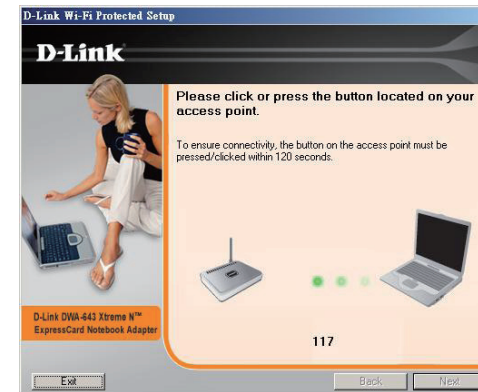 D-Link Wi-Fi Protected Setup
D-Link
Please click or press the button located on your
access point.
To ensure connectivity, the button on the access point must be
pressed/clicked within 120 seconds.
D-Link DWA-643 Xtreme N™
ExpressCard Notebook Adapter
117
Exit
Back
Next